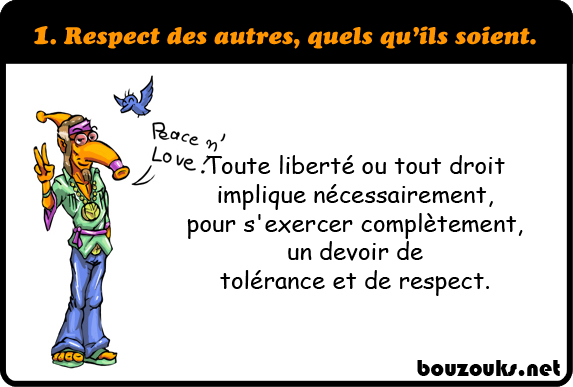 1. Respect des autres, quels qu'ils soient.
Peace n'
Love !
Toute liberté ou tout droit
implique nécessairement,
pour s'exercer complètement,
un devoir de
tolérance et de respect.
bouzouks.net